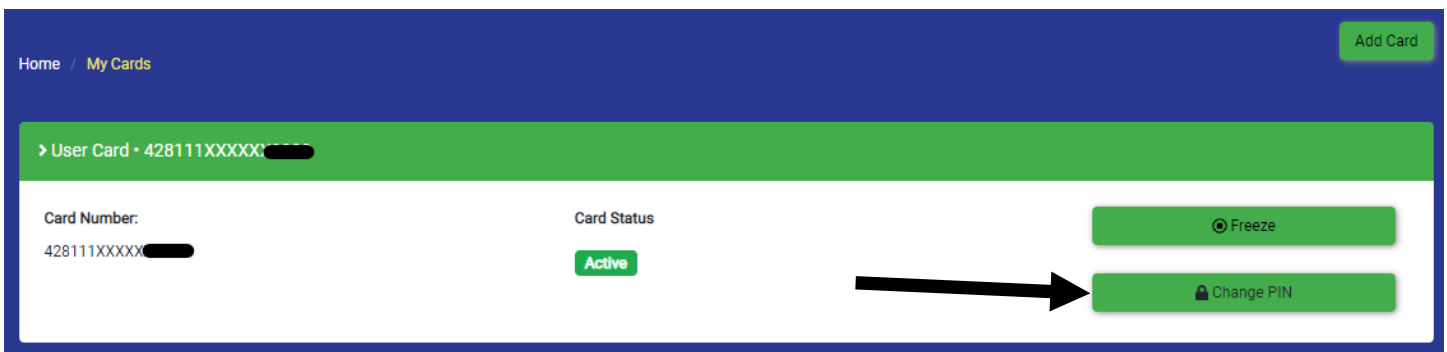 Add Card
Home / My Cards
User Card • 428111XXXXX
Card Number:
428111XXXXX
Card Status
Active
Freeze
Change PIN